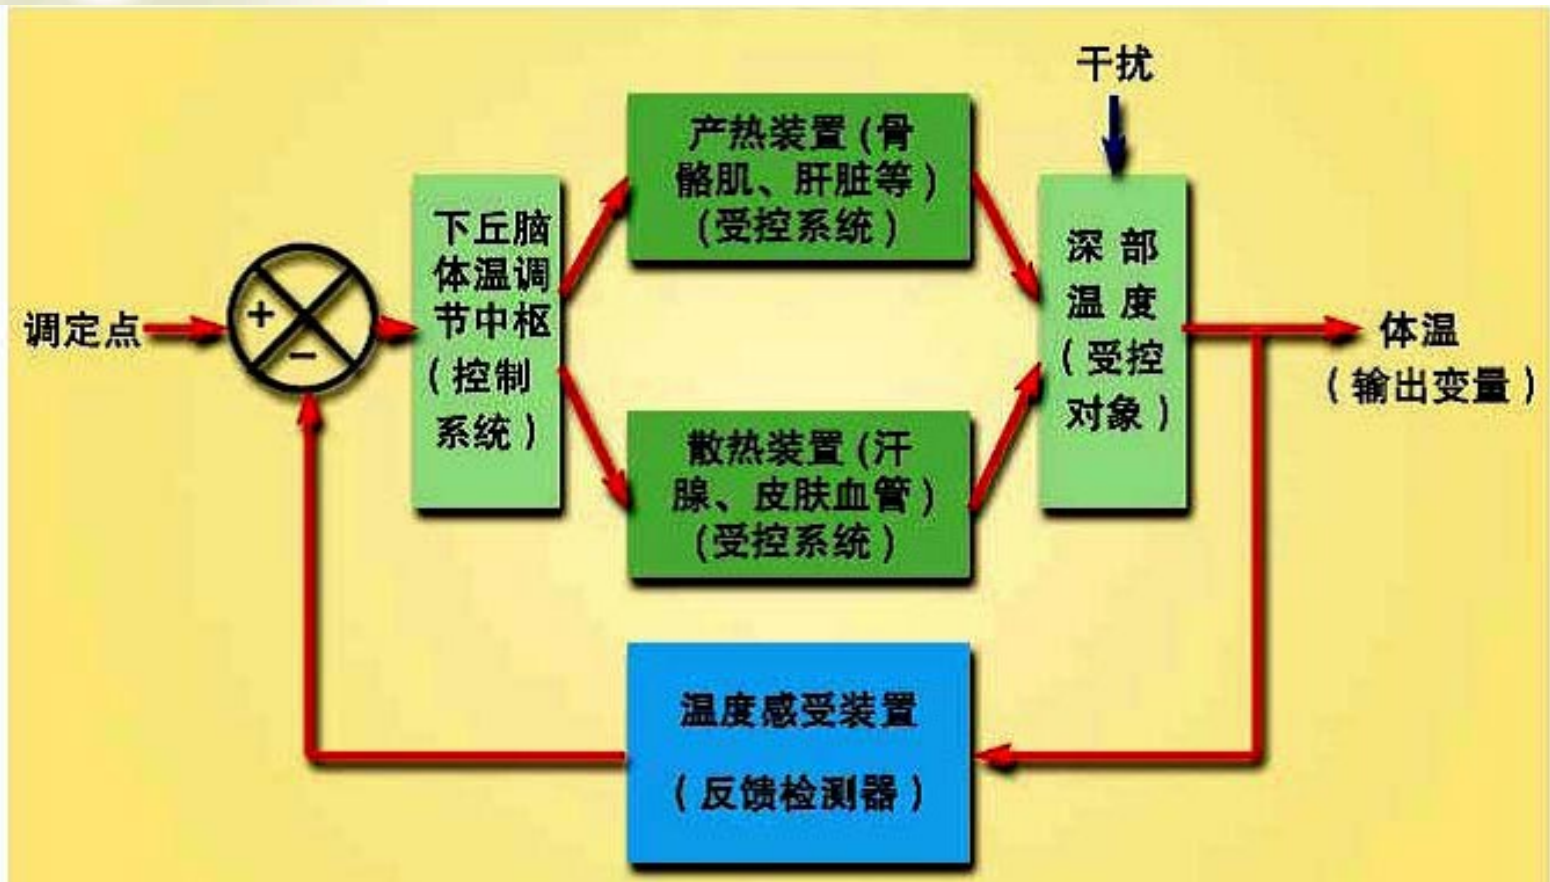 干扰
产热装置(骨
骼肌、肝脏等)
(受控系统)
下丘脑
体温调
节中枢
(控制
系统)
深部
温度
(受控
对象)
调定点
+
−
体温
(输出变量)
散热装置(汗
腺、皮肤血管)
(受控系统)
温度感受装置
(反馈检测器)